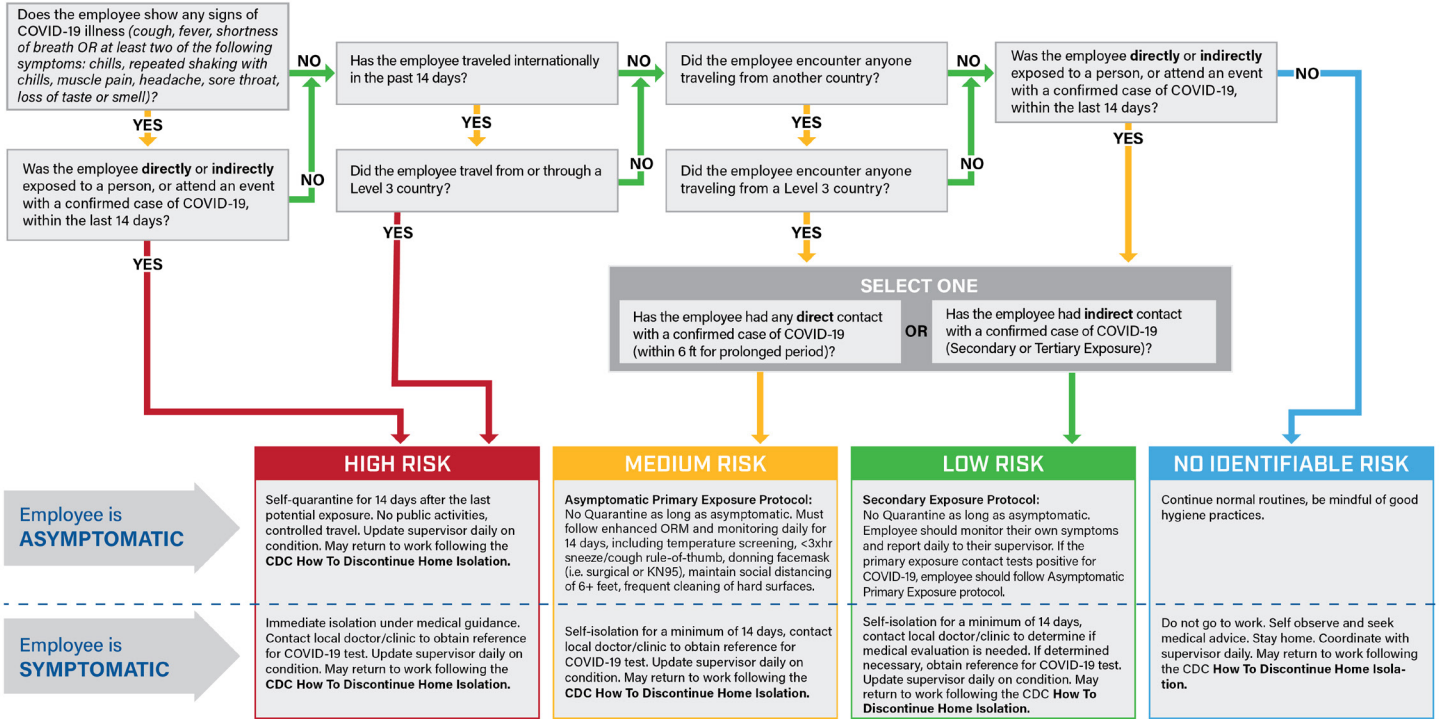 Does the employee show any signs of
COVID-19 illness (cough, fever, shortness
of breath OR at least two of the following
symptoms: chills, repeated shaking with
chills, muscle pain, headache, sore throat,
loss of taste or smell)?
NO
Has the employee traveled internationally
in the past 14 days?
NO
Did the employee encounter anyone
traveling from another country?
NO
Was the employee directly or indirectly
exposed to a person, or attend an event
with a confirmed case of COVID-19,
within the last 14 days?
NO
YES
YES
YES
YES
Was the employee directly or indirectly
exposed to a person, or attend an event
with a confirmed case of COVID-19,
within the last 14 days?
NO
Did the employee travel from or through a
Level 3 country?
NO
Did the employee encounter anyone
traveling from a Level 3 country?
NO
YES
YES
YES
SELECT ONE
Has the employee had any direct contact
with a confirmed case of COVID-19
(within 6 ft for prolonged period)?
OR
Has the employee had indirect contact
with a confirmed case of COVID-19
(Secondary or Tertiary Exposure)?
HIGH RISK
MEDIUM RISK
LOW RISK
NO IDENTIFIABLE RISK
Employee is
ASYMPTOMATIC
Self-quarantine for 14 days after the last
potential exposure. No public activities,
controlled travel. Update supervisor daily on
condition. May return to work following the
CDC How To Discontinue Home Isolation.
Asymptomatic Primary Exposure Protocol:
No Quarantine as long as asymptomatic. Must
follow enhanced ORM and monitoring daily for
14 days, including temperature screening, <3xhr
sneeze/cough rule-of-thumb, donning facemask
(i.e. surgical or KN95), maintain social distancing
of 6+ feet, frequent cleaning of hard surfaces.
Secondary Exposure Protocol:
No Quarantine as long as asymptomatic.
Employee should monitor their own symptoms
and report daily to their supervisor. If the
primary exposure contact tests positive for
COVID-19, employee should follow Asymptomatic
Primary Exposure protocol.
Continue normal routines, be mindful of good
hygiene practices.
Employee is
SYMPTOMATIC
Immediate isolation under medical guidance.
Contact local doctor/clinic to obtain reference
for COVID-19 test. Update supervisor daily on
condition. May return to work following the
CDC How To Discontinue Home Isolation.
Self-isolation for a minimum of 14 days, contact
local doctor/clinic to obtain reference for
COVID-19 test. Update supervisor daily on
condition. May return to work following the
CDC How To Discontinue Home Isolation.
Self-isolation for a minimum of 14 days,
contact local doctor/clinic to determine if
medical evaluation is needed. If determined
necessary, obtain reference for COVID-19 test.
Update supervisor daily on condition. May
return to work following the CDC How To
Discontinue Home Isolation.
Do not go to work. Self observe and seek
medical advice. Stay home. Coordinate with
supervisor daily. May return to work following
the CDC How To Discontinue Home Isola-
tion.